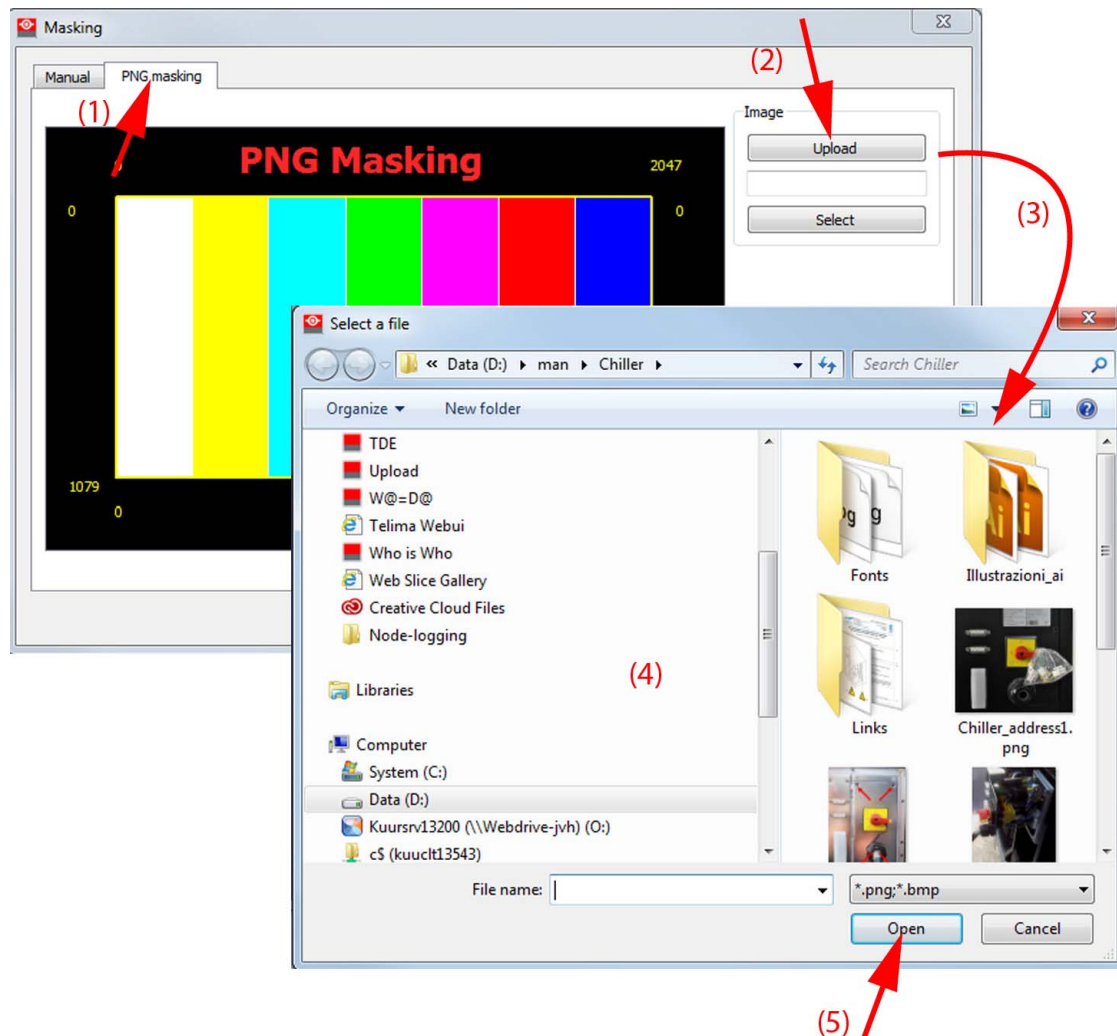 Masking
(2)
Manual PNG masking
(1)
Image
PNG Masking
0 2047
Upload
0 0
Select
(3)
1079
0
Select a file
« Data (D:) man Chiller
Search Chiller
Organize New folder
TDE
Upload
W@=D@
Telima Webui
Who is Who
Web Slice Gallery
Creative Cloud Files
Node-logging
Libraries
Computer
System (C:)
Data (D:)
Kuursrv13200 (\\Webdrive-jvh) (O:)
c$ (kuuclt13543)
(4)
Fonts
Illustrazioni_ai
Links
Chiller_address1.
png
File name:
*.png;*.bmp
Open Cancel
(5)